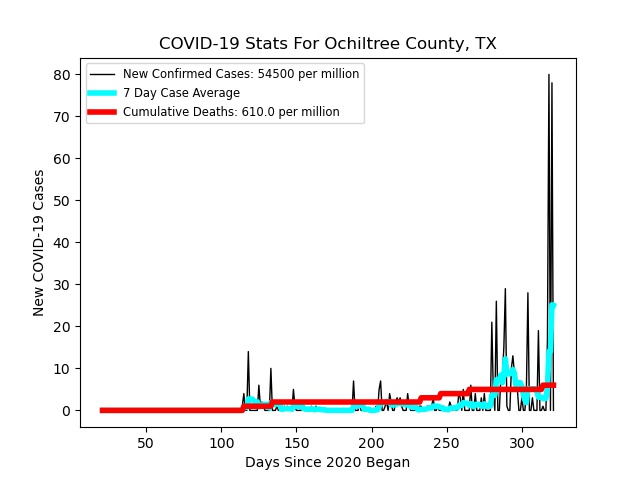 COVID-19 Stats For Ochiltree County, TX
New Confirmed Cases: 54500 per million
7 Day Case Average
Cumulative Deaths: 610.0 per million
New COVID-19 Cases
80
70
60
50
40
30
20
10
0
50 100 150 200 250 300
Days Since 2020 Began